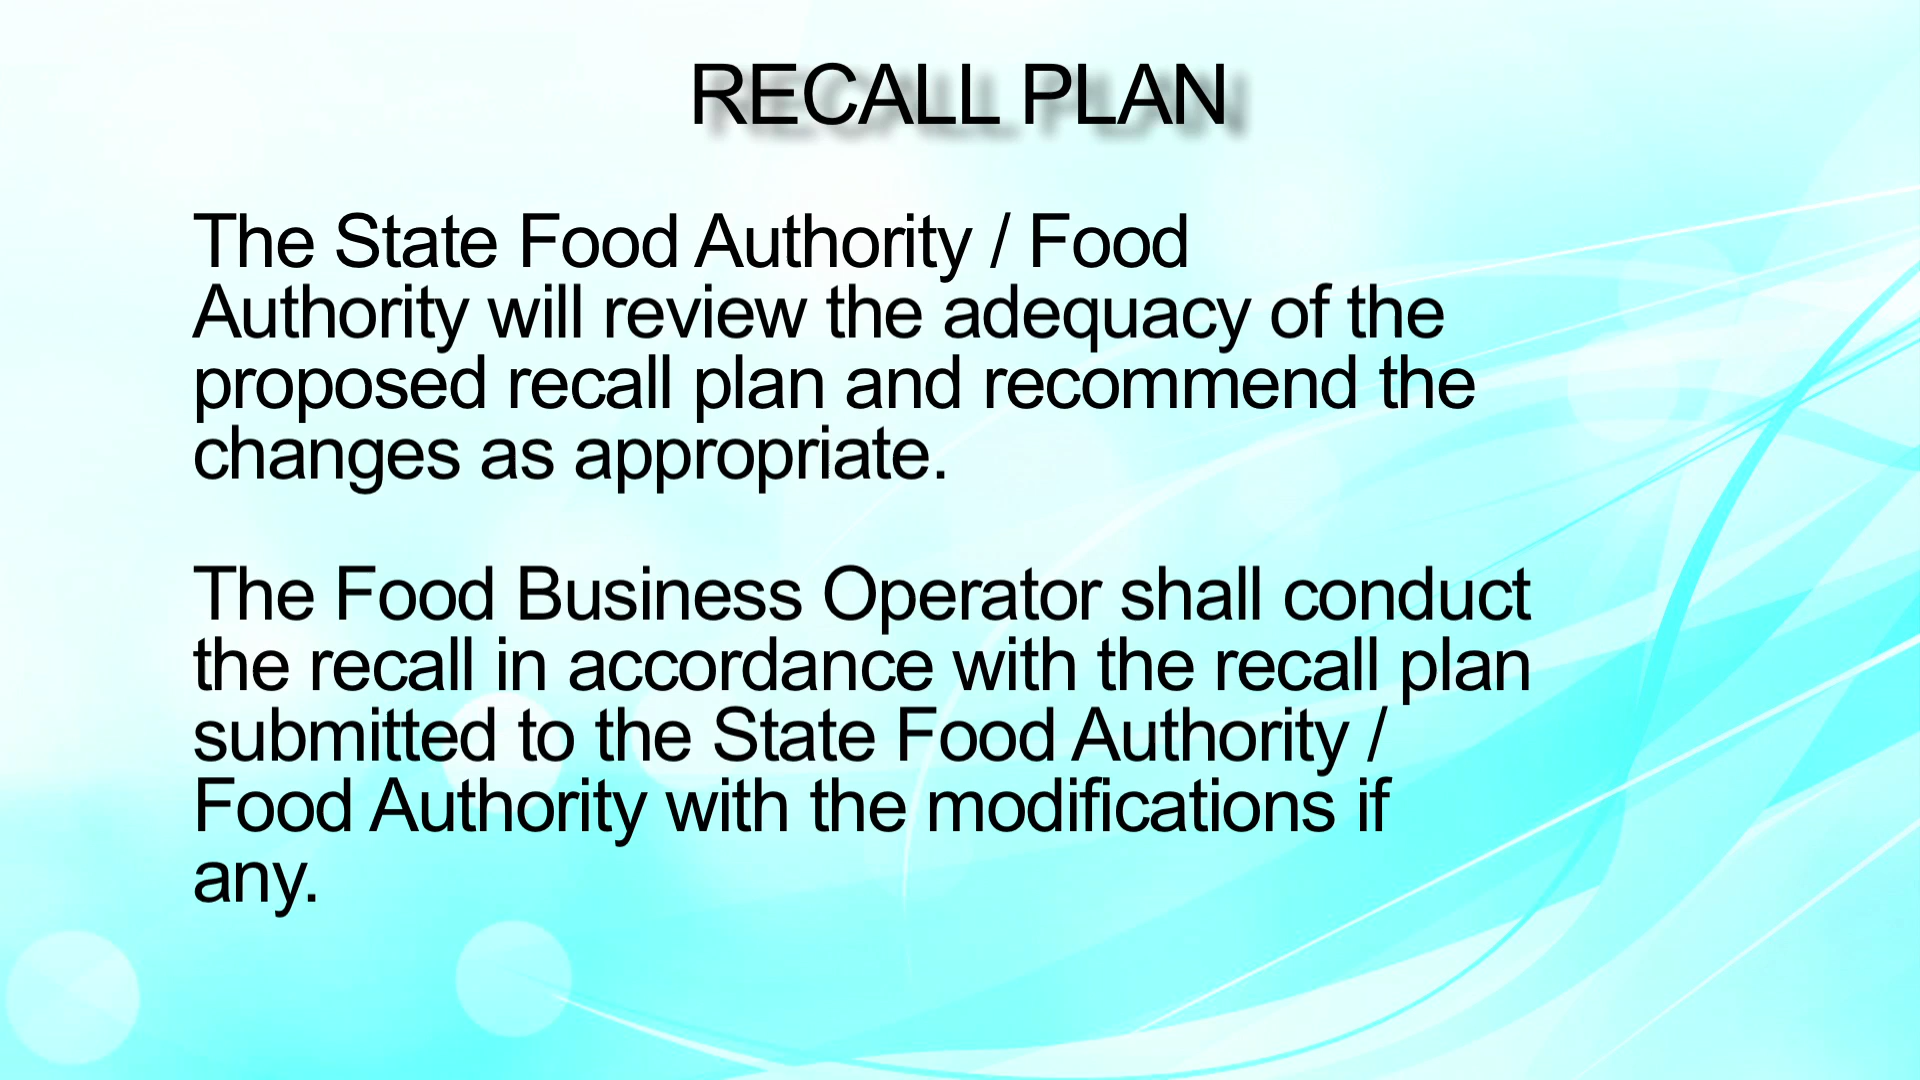 RECALL PLAN
The State Food Authority / Food
Authority will review the adequacy of the
proposed recall plan and recommend the
changes as appropriate.
The Food Business Operator shall conduct
the recall in accordance with the recall plan
submitted to the State Food Authority /
Food Authority with the modifications if
any.